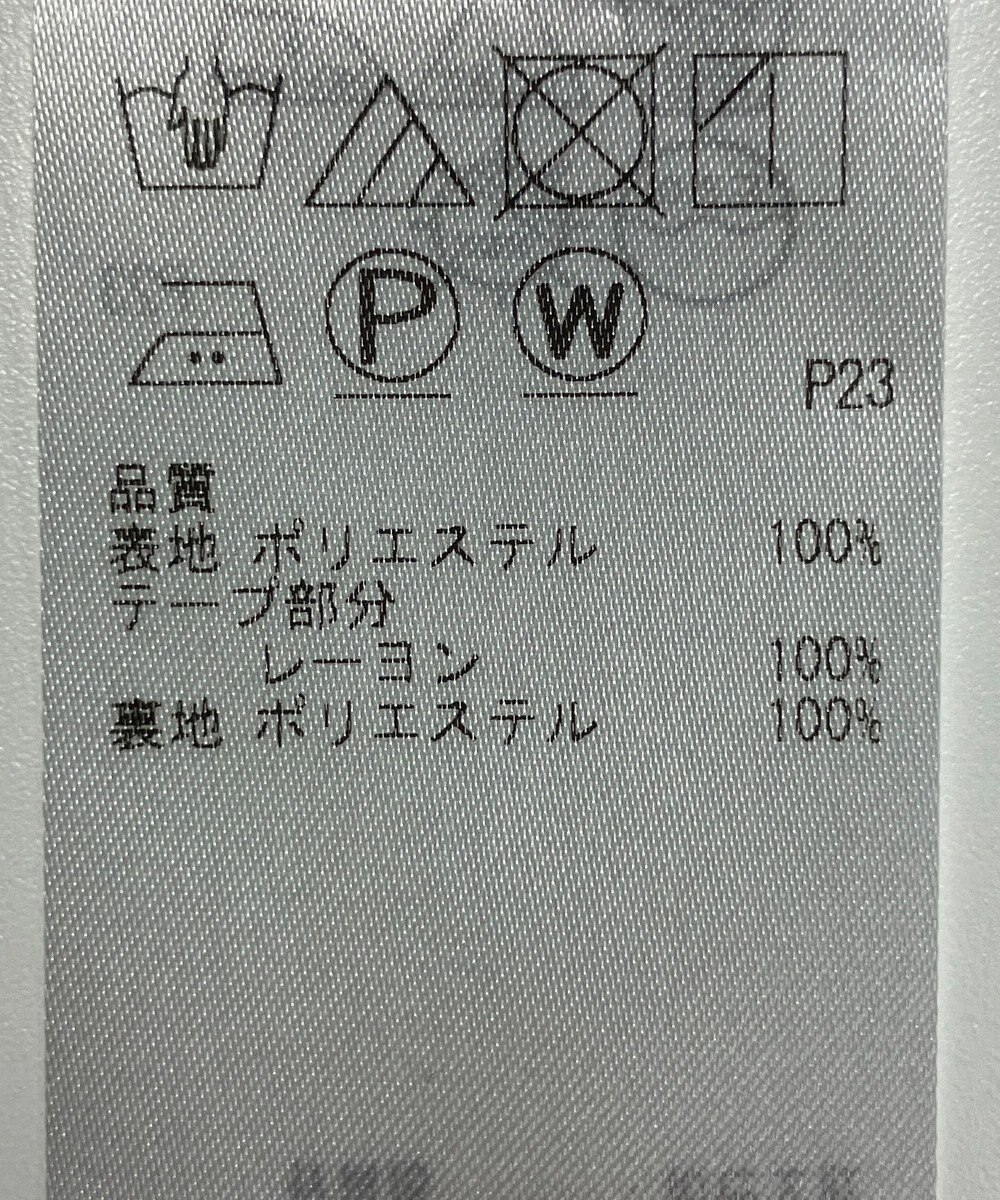 P W
P23
品質
表地 ポリエステル 100%
テープ部分
レーヨン 100%
裏地 ポリエステル 100%